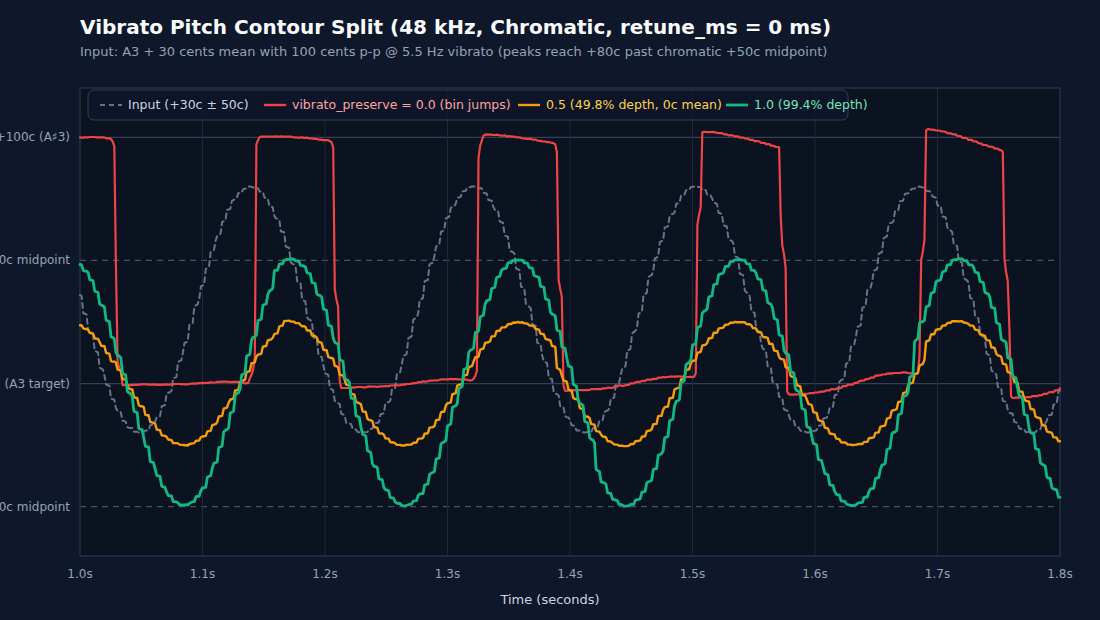 Vibrato Pitch Contour Split (48 kHz, Chromatic, retune_ms = 0 ms)
Input: A3 + 30 cents mean with 100 cents p-p @ 5.5 Hz vibrato (peaks reach +80c past chromatic +50c midpoint)
Input (+30c ± 50c) vibrato_preserve = 0.0 (bin jumps) 0.5 (49.8% depth, 0c mean) 1.0 (99.4% depth)
+100c (A♯3)
0c midpoint
(A3 target)
0c midpoint
1.0s 1.1s 1.2s 1.3s 1.4s 1.5s 1.6s 1.7s 1.8s
Time (seconds)